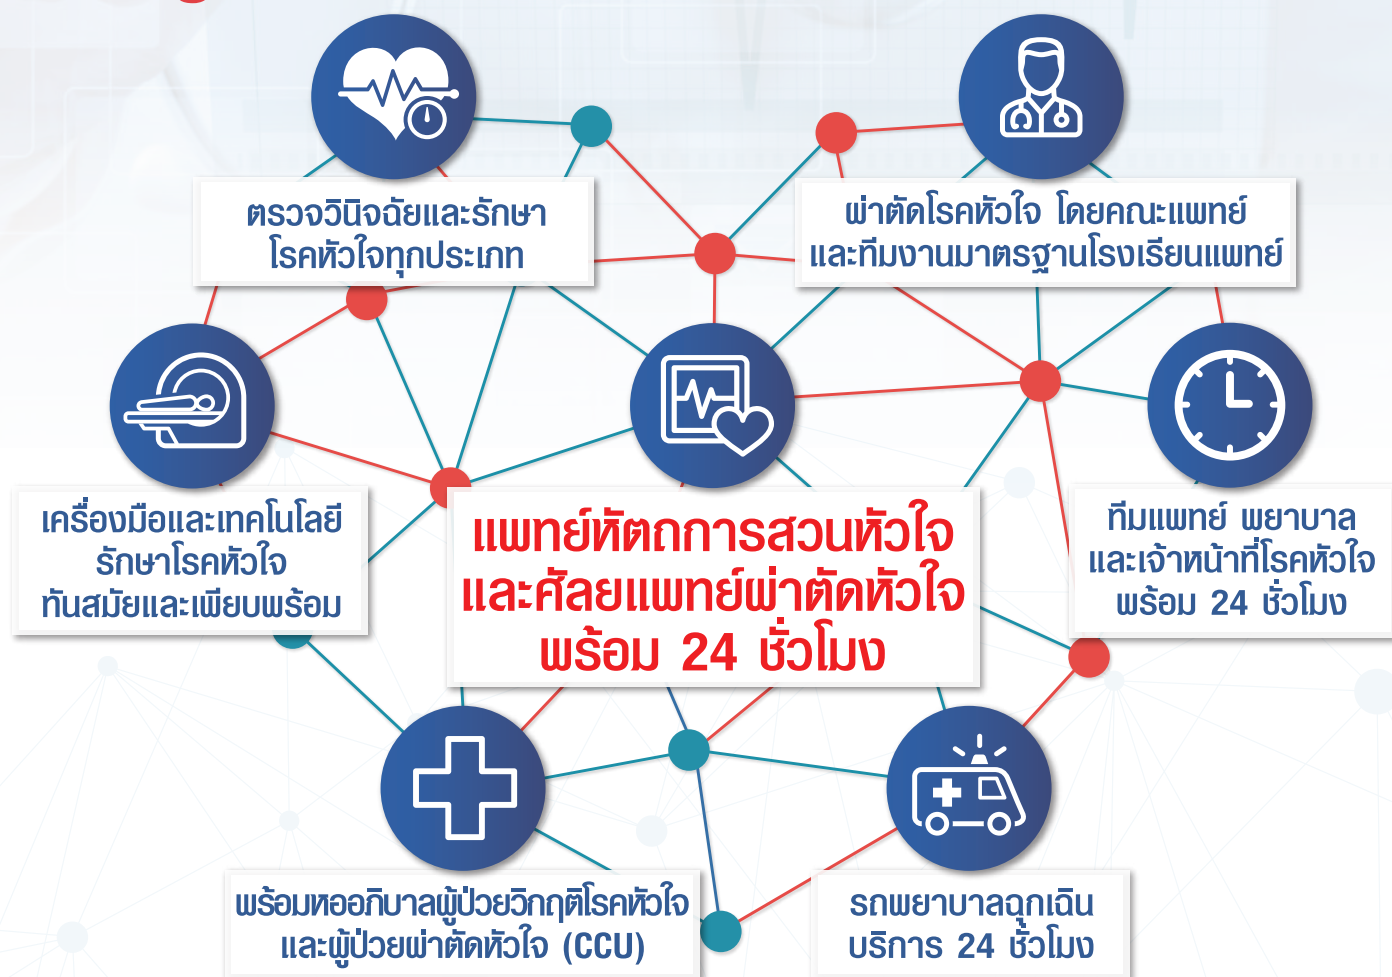 ตรวจวินิจฉัยและรักษา
โรคหัวใจทุกประเภท
ผ่าตัดโรคหัวใจ โดยคณะแพทย์
และทีมงานมาตรฐานโรงเรียนแพทย์
เครื่องมือและเทคโนโลยี
รักษาโรคหัวใจ
ทันสมัยและเพียบพร้อม
แพทย์หัตถการสวนหัวใจ
และศัลยแพทย์ผ่าตัดหัวใจ
พร้อม 24 ชั่วโมง
ทีมแพทย์ พยาบาล
และเจ้าหน้าที่โรคหัวใจ
พร้อม 24 ชั่วโมง
พร้อมหออภิบาลผู้ป่วยวิกฤติโรคหัวใจ
และผู้ป่วยผ่าตัดหัวใจ (CCU)
รถพยาบาลฉุกเฉิน
บริการ 24 ชั่วโมง